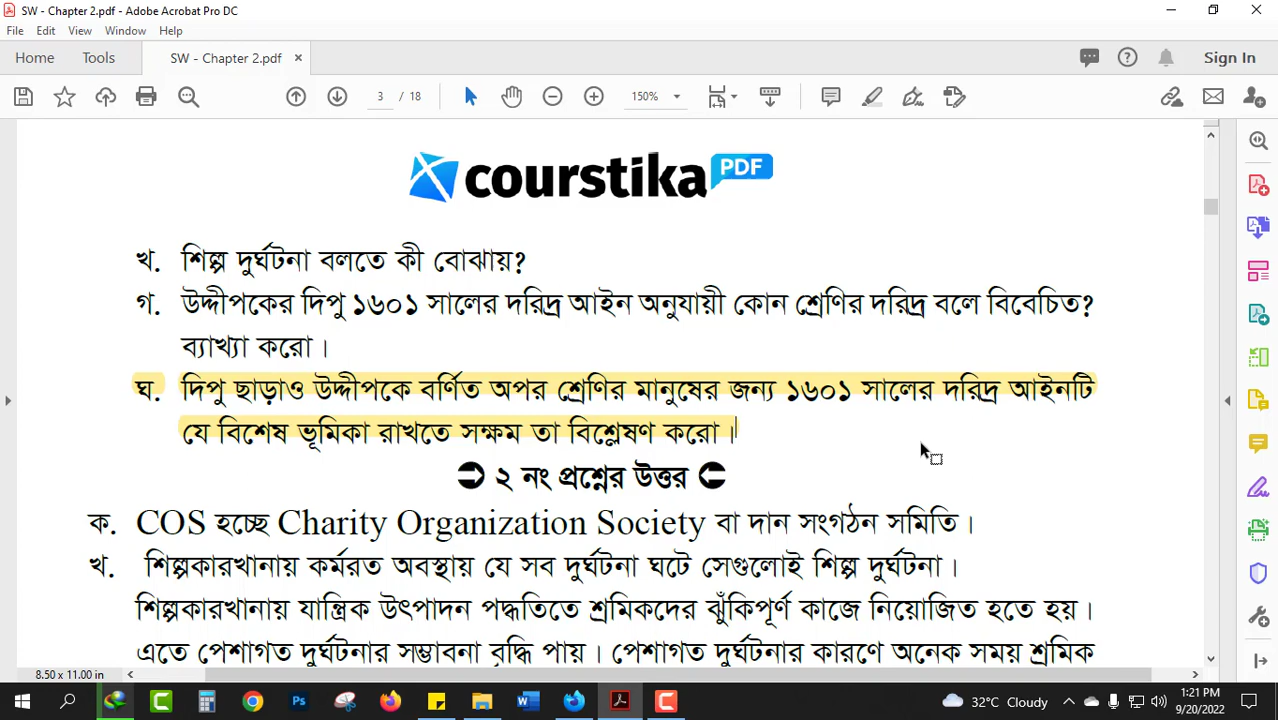 SW - Chapter 2.pdf - Adobe Acrobat Pro DC
File Edit View Window Help
Home Tools SW - Chapter 2.pdf × Sign In
3 / 18 150%
courstika PDF
খ. শিল্প দুর্ঘটনা বলতে কী বোঝায়?
গ. উদ্দীপকের দিপু ১৬০১ সালের দরিদ্র আইন অনুযায়ী কোন শ্রেণির দরিদ্র বলে বিবেচিত?
ব্যাখ্যা করো।
ঘ. দিপু ছাড়াও উদ্দীপকে বর্ণিত অপর শ্রেণির মানুষের জন্য ১৬০১ সালের দরিদ্র আইনটি
যে বিশেষ ভূমিকা রাখতে সক্ষম তা বিশ্লেষণ করো।
➲ ২ নং প্রশ্নের উত্তর ⮌
ক. COS হচ্ছে Charity Organization Society বা দান সংগঠন সমিতি।
খ. শিল্পকারখানায় কর্মরত অবস্থায় যে সব দুর্ঘটনা ঘটে সেগুলোই শিল্প দুর্ঘটনা।
শিল্পকারখানায় যান্ত্রিক উৎপাদন পদ্ধতিতে শ্রমিকদের ঝুঁকিপূর্ণ কাজে নিয়োজিত হতে হয়।
এতে পেশাগত দুর্ঘটনার সম্ভাবনা বৃদ্ধি পায়। পেশাগত দুর্ঘটনার কারণে অনেক সময় শ্রমিক
8.50 x 11.00 in
32°C Cloudy 1:21 PM
9/20/2022